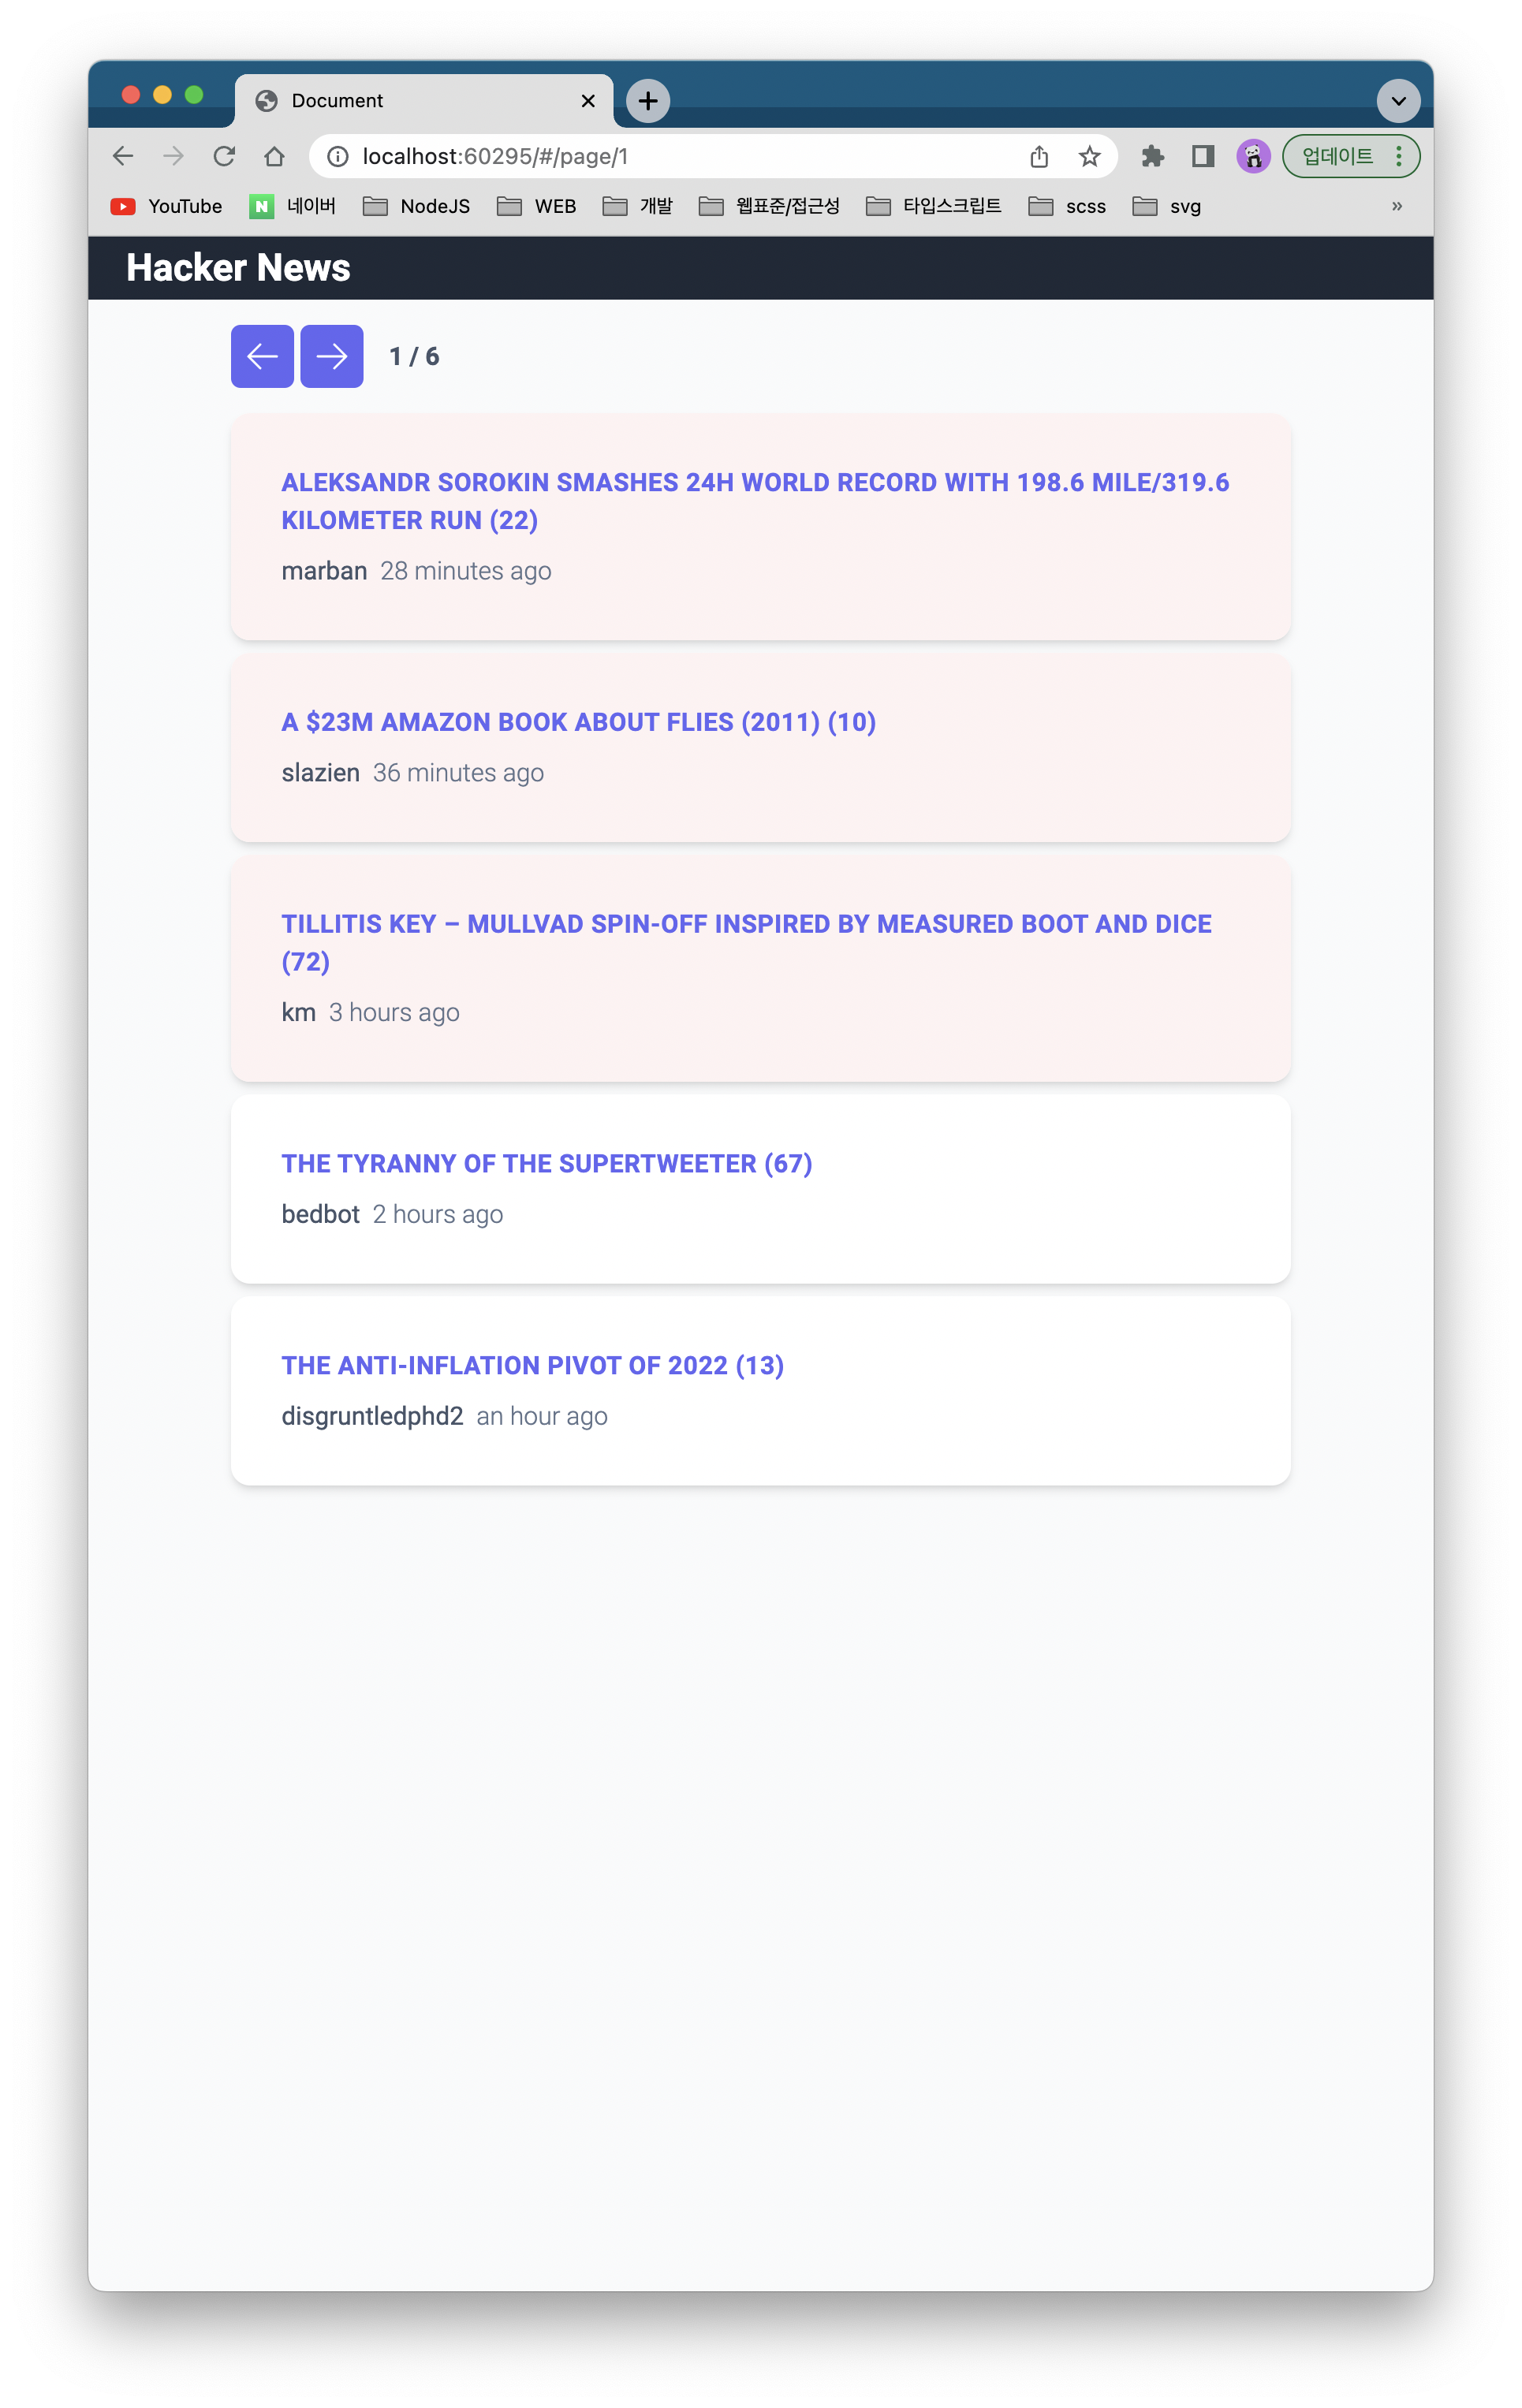 Document
localhost:60295/#/page/1
업데이트
YouTube
N 네이버
NodeJS
WEB
개발
웹표준/접근성
타입스크립트
scss
svg
»
Hacker News
1 / 6
ALEKSANDR SOROKIN SMASHES 24H WORLD RECORD WITH 198.6 MILE/319.6
KILOMETER RUN (22)
marban 28 minutes ago
A $23M AMAZON BOOK ABOUT FLIES (2011) (10)
slazien 36 minutes ago
TILLITIS KEY – MULLVAD SPIN-OFF INSPIRED BY MEASURED BOOT AND DICE
(72)
km 3 hours ago
THE TYRANNY OF THE SUPERTWEETER (67)
bedbot 2 hours ago
THE ANTI-INFLATION PIVOT OF 2022 (13)
disgruntledphd2 an hour ago